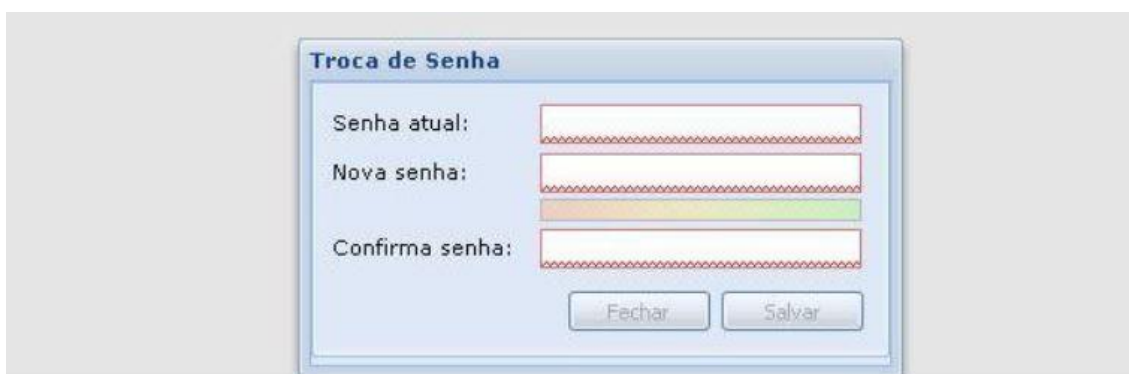 Troca de Senha
Senha atual:
Nova senha:
Confirma senha:
Fechar Salvar